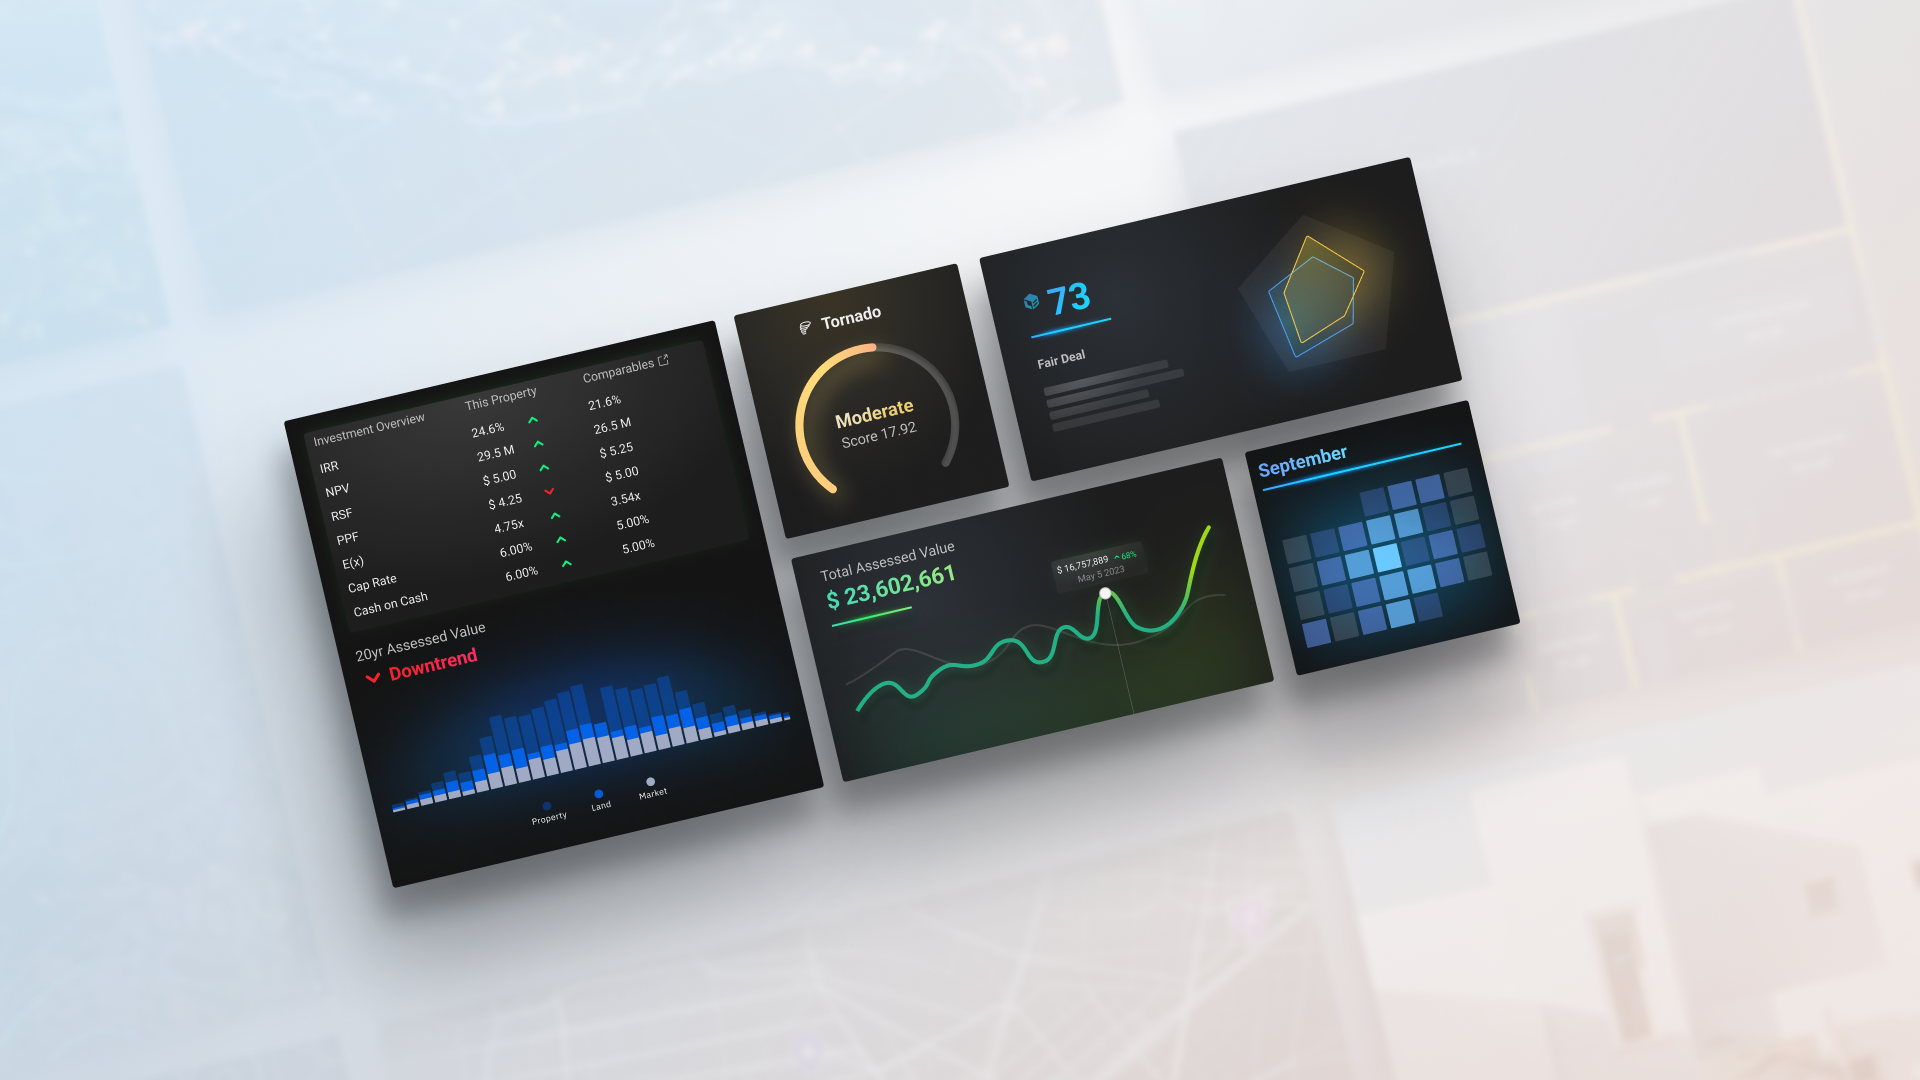 Investment Overview This Property Comparables
IRR 24.6% 21.6%
NPV 29.5 M 26.5 M
RSF $ 5.00 $ 5.25
PPF $ 4.25 $ 5.00
E(x) 4.75x 3.54x
Cap Rate 6.00% 5.00%
Cash on Cash 6.00% 5.00%
20yr Assessed Value
Downtrend
Property Land Market
Tornado
Moderate
Score 17.92
73
Fair Deal
Total Assessed Value
$ 23,602,661
$ 16,757,889 68%
May 5 2023
September